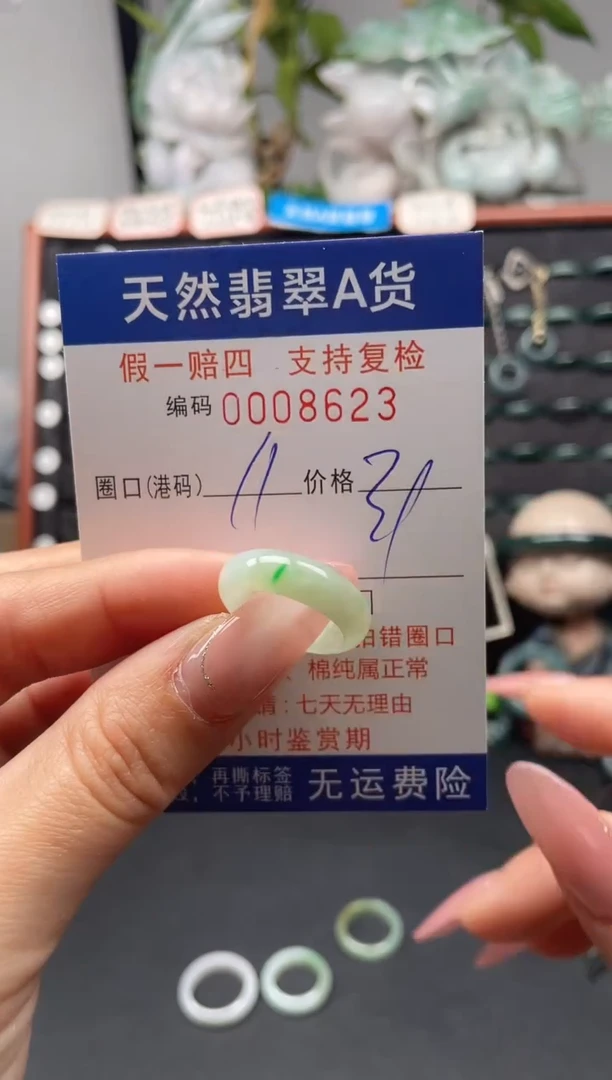 天然翡翠A货
假一赔四 支持复检
编码 0008623
圈口(港码) 11 价格 31
拍错圈口
、棉纯属正常
情：七天无理由
小时鉴赏期
再撕标签
不予理赔
无运费险